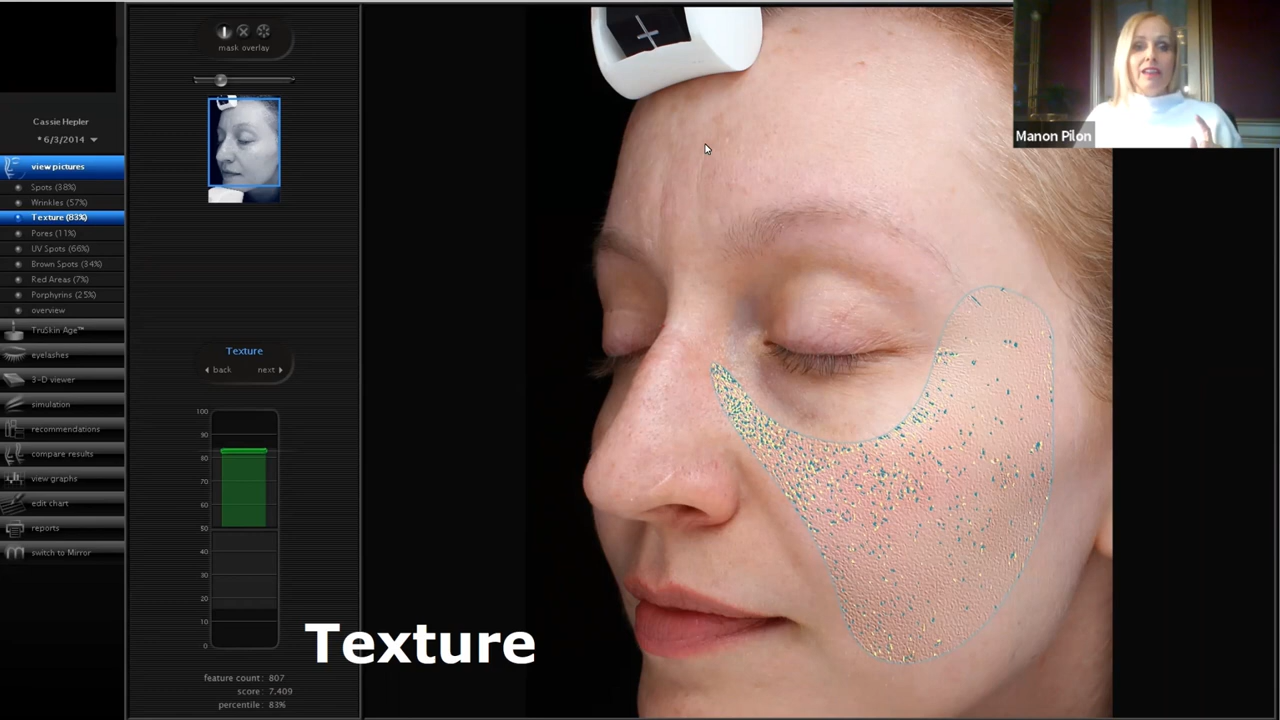 mask overlay
Cassie Hepler
* 6/3/2014
view pictures
Spots (38%)
Wrinkles (57%)
Texture (83%)
Pores (11%)
UV Spots (66%)
Brown Spots (34%)
Red Areas (7%)
Porphyrins (25%)
overview
TruSkin Age™
eyelashes
3-D viewer
simulation
recommendations
compare results
view graphs
edit chart
reports
switch to Mirror
Texture
back next
100
90
80
70
60
50
40
30
20
10
0
feature count: 807
score: 7,409
percentile: 83%
Texture
Manon Pilon